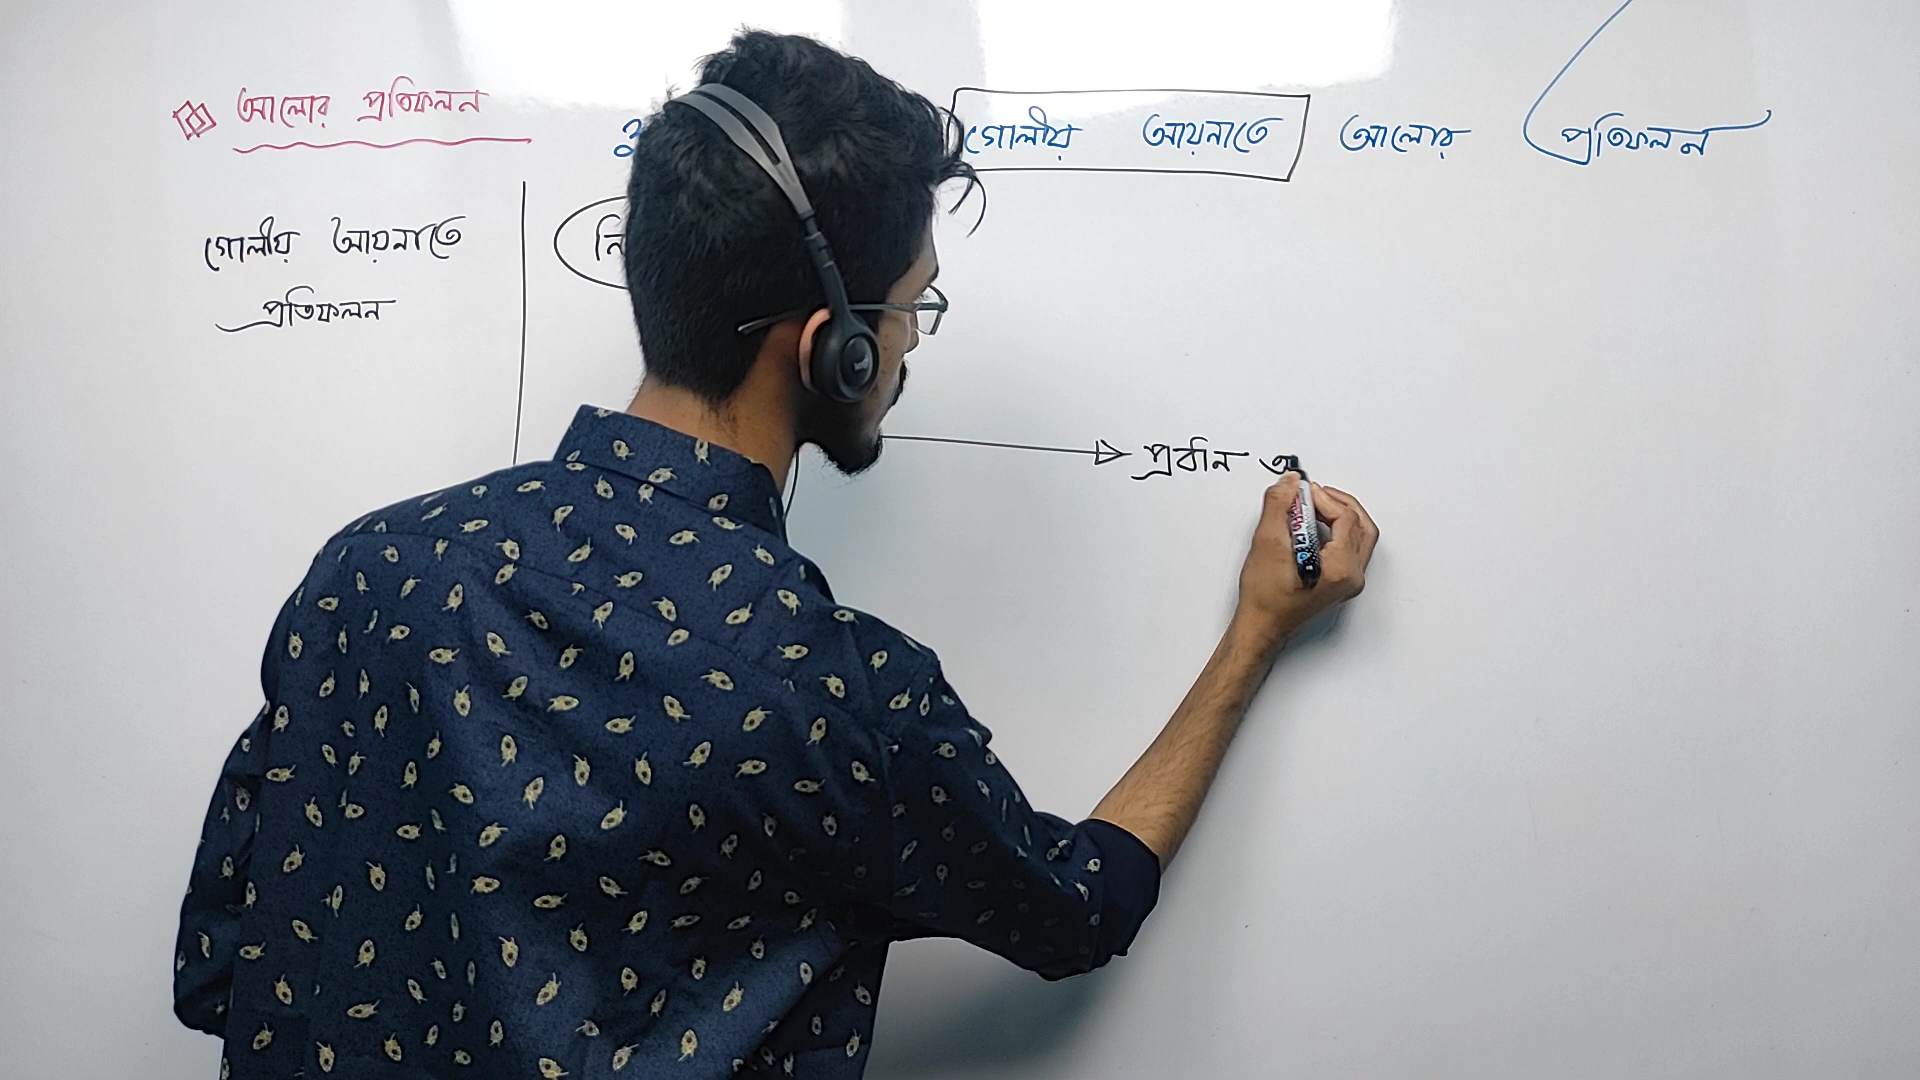 আলোর প্রতিফলন
গোলীয় আয়নাতে আলোর প্রতিফলন
গোলীয় আয়নাতে
প্রতিফলন
নি
প্রধান অ